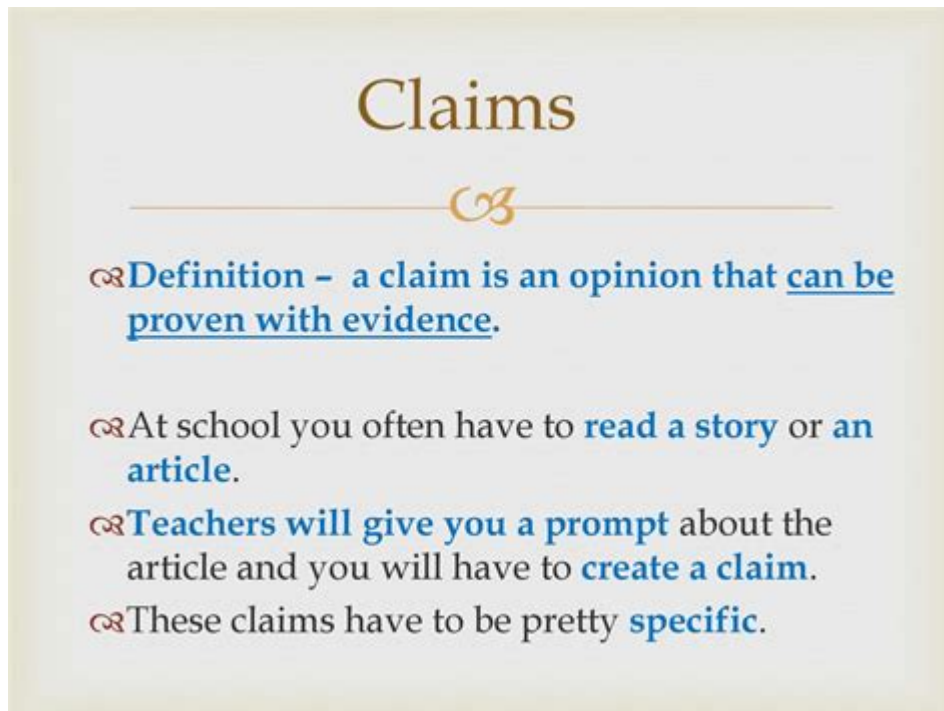 Claims
Definition – a claim is an opinion that can be
proven with evidence.
At school you often have to read a story or an
article.
Teachers will give you a prompt about the
article and you will have to create a claim.
These claims have to be pretty specific.